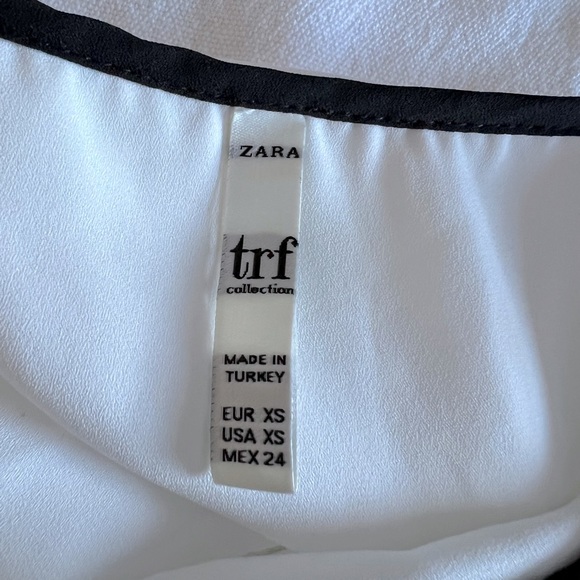 ZARA
trf
collection
MADE IN
TURKEY
EUR XS
USA XS
MEX 24